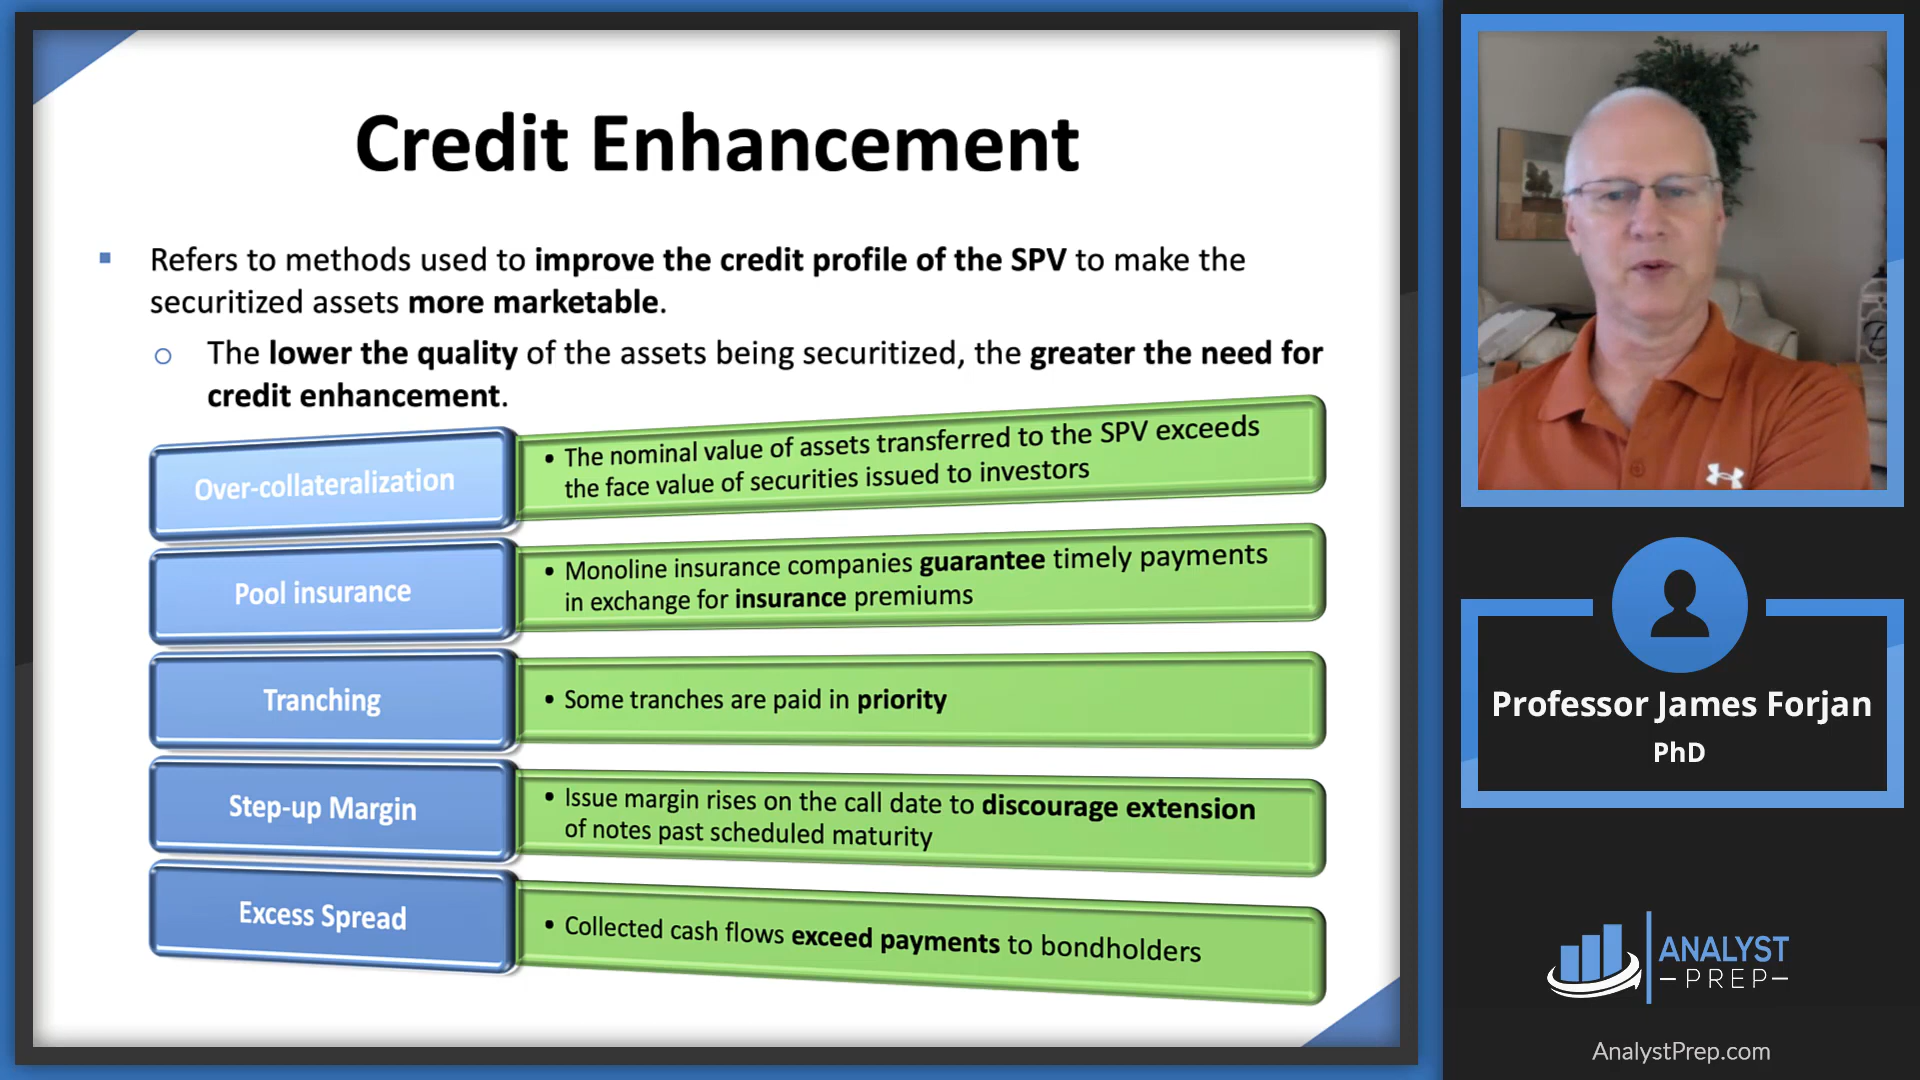 Credit Enhancement
▪ Refers to methods used to improve the credit profile of the SPV to make the
securitized assets more marketable.
○ The lower the quality of the assets being securitized, the greater the need for
credit enhancement.
Over-collateralization
• The nominal value of assets transferred to the SPV exceeds
the face value of securities issued to investors
Pool insurance
• Monoline insurance companies guarantee timely payments
in exchange for insurance premiums
Tranching
• Some tranches are paid in priority
Step-up Margin
• Issue margin rises on the call date to discourage extension
of notes past scheduled maturity
Excess Spread
• Collected cash flows exceed payments to bondholders
Professor James Forjan
PhD
ANALYST
PREP
AnalystPrep.com